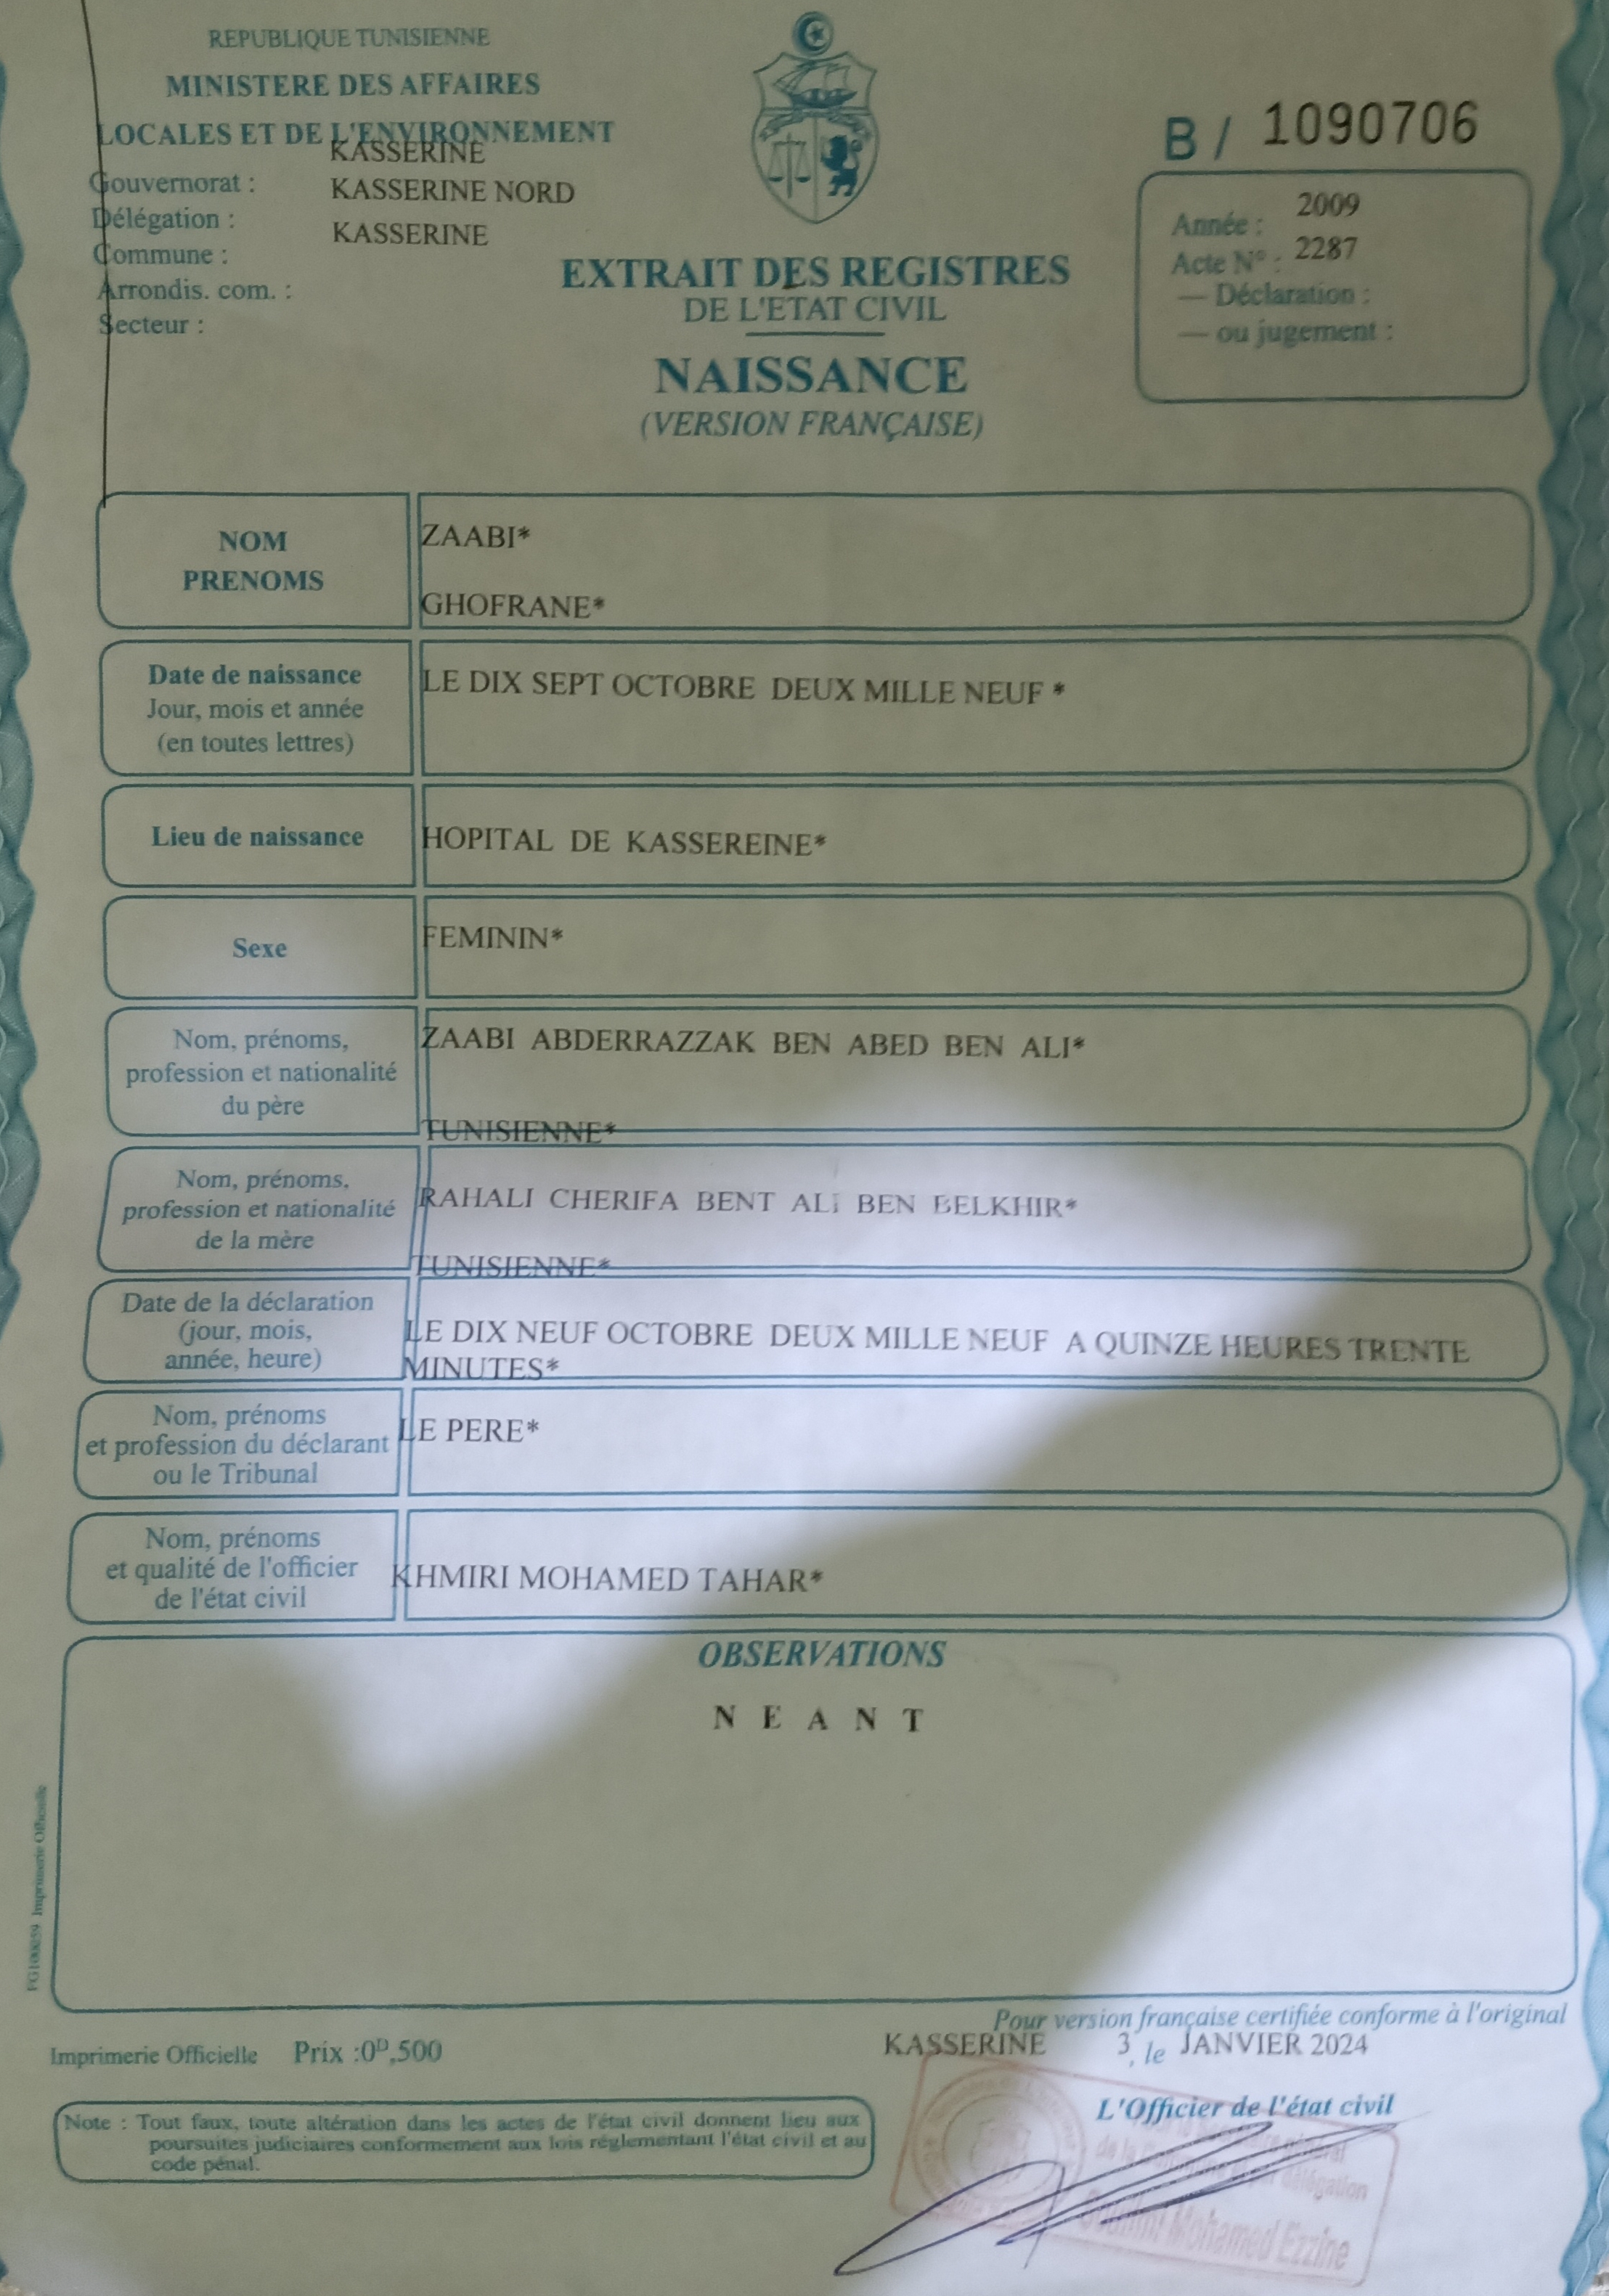 REPUBLIQUE TUNISIENNE
MINISTERE DES AFFAIRES
LOCALES ET DE L'ENVIRONNEMENT
KASSERINE
Gouvernorat :
KASSERINE NORD
Délégation :
KASSERINE
Commune :
Arrondis. com. :
Secteur :
B / 1090706
Année : 2009
Acte N° : 2287
— Déclaration :
— ou jugement :
EXTRAIT DES REGISTRES
DE L'ETAT CIVIL
NAISSANCE
(VERSION FRANÇAISE)
NOM
PRENOMS
ZAABI*
GHOFRANE*
Date de naissance
Jour, mois et année
(en toutes lettres)
LE DIX SEPT OCTOBRE DEUX MILLE NEUF *
Lieu de naissance
HOPITAL DE KASSEREINE*
Sexe
FEMININ*
Nom, prénoms,
profession et nationalité
du père
ZAABI ABDERRAZZAK BEN ABED BEN ALI*
TUNISIENNE*
Nom, prénoms,
profession et nationalité
de la mère
RAHALI CHERIFA BENT ALI BEN BELKHIR*
TUNISIENNE*
Date de la déclaration
(jour, mois,
année, heure)
LE DIX NEUF OCTOBRE DEUX MILLE NEUF A QUINZE HEURES TRENTE
MINUTES*
Nom, prénoms
et profession du déclarant
ou le Tribunal
LE PERE*
Nom, prénoms
et qualité de l'officier
de l'état civil
KHMIRI MOHAMED TAHAR*
OBSERVATIONS
N E A N T
Imprimerie Officielle
Pour version française certifiée conforme à l'original
KASSERINE 3, le JANVIER 2024
Imprimerie Officielle Prix :0D,500
L'Officier de l'état civil
Note : Tout faux, toute altération dans les actes de l'état civil donnent lieu aux
poursuites judiciaires conformement aux lois réglementant l'état civil et au
code pénal.
délégation
Mohamed Ezzine